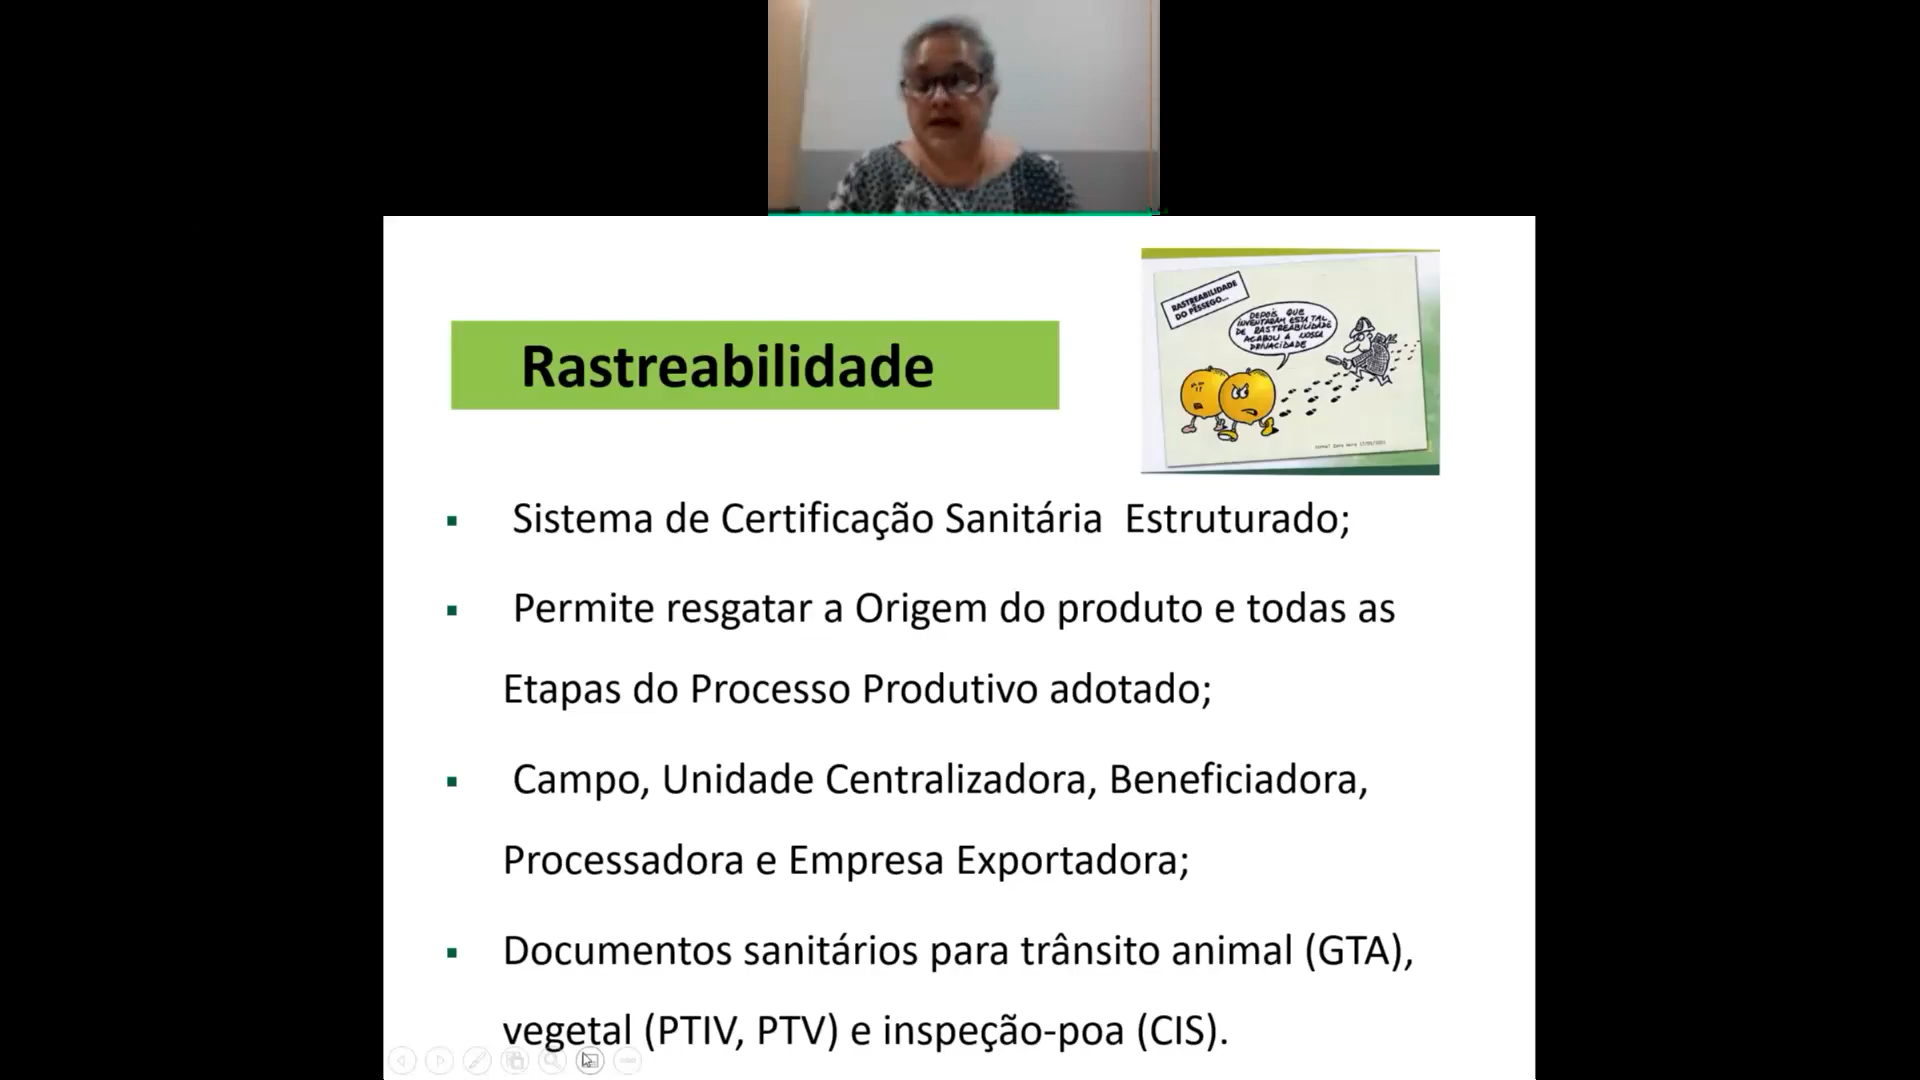 RASTREABILIDADE
DO PÊSSEGO...
DEPOIS QUE
INVENTARAM ESTA TAL
DE RASTREABILIDADE
ACABOU A NOSSA
PRIVACIDADE
Rastreabilidade
Sistema de Certificação Sanitária Estruturado;
Permite resgatar a Origem do produto e todas as
Etapas do Processo Produtivo adotado;
Campo, Unidade Centralizadora, Beneficiadora,
Processadora e Empresa Exportadora;
Documentos sanitários para trânsito animal (GTA),
vegetal (PTIV, PTV) e inspeção-poa (CIS).